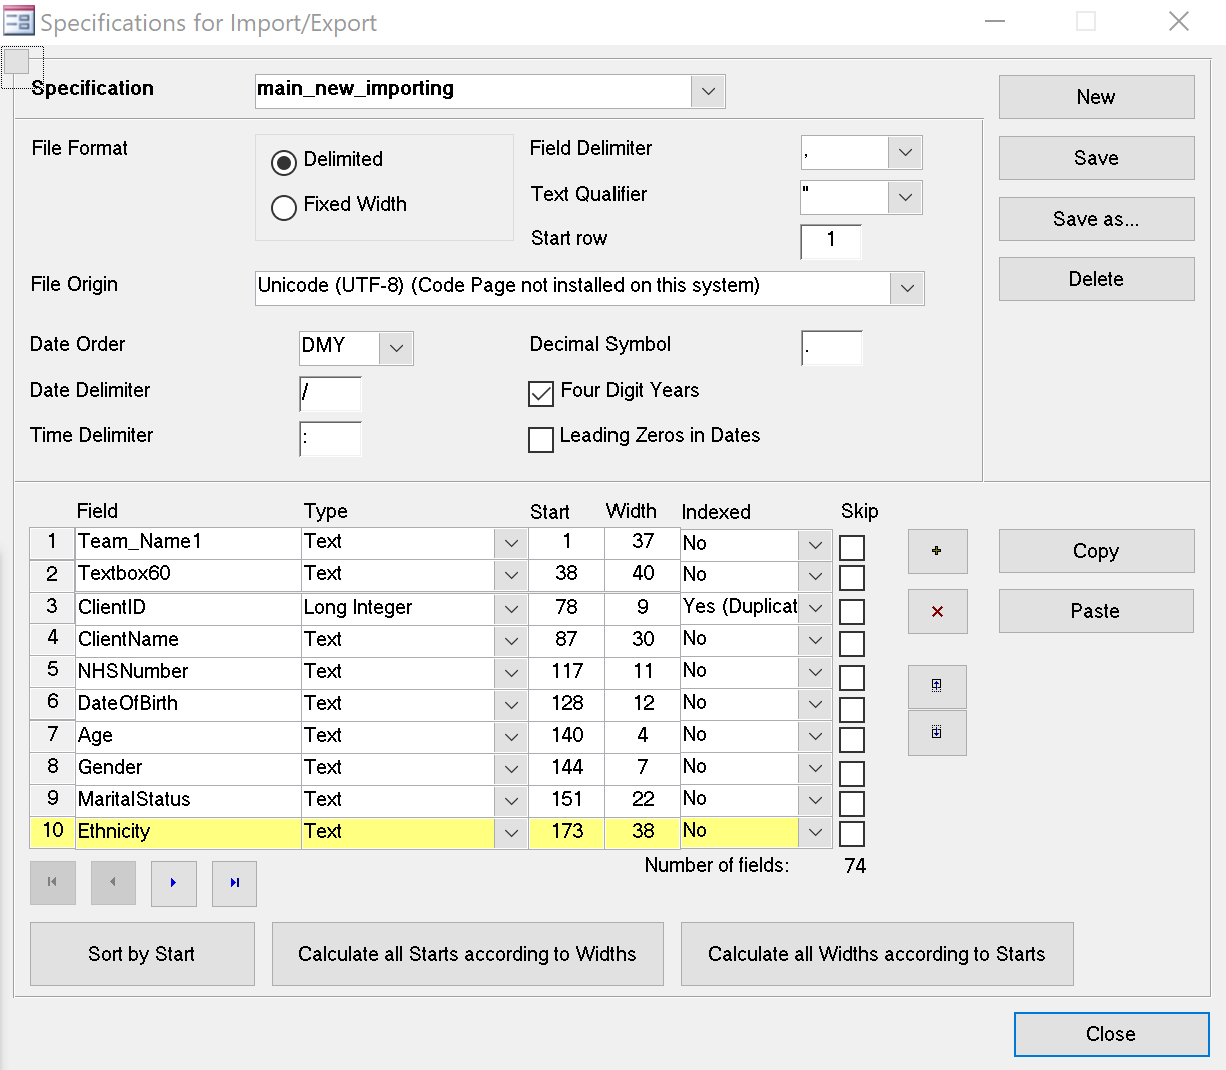 Specifications for Import/Export
Specification main_new_importing New
File Format Delimited Field Delimiter , Save
Fixed Width Text Qualifier " Save as...
Start row 1
File Origin Unicode (UTF-8) (Code Page not installed on this system) Delete
Date Order DMY Decimal Symbol .
Date Delimiter / Four Digit Years
Time Delimiter : Leading Zeros in Dates
Field Type Start Width Indexed Skip
1 Team_Name1 Text 1 37 No Copy
2 Textbox60 Text 38 40 No
3 ClientID Long Integer 78 9 Yes (Duplicat Paste
4 ClientName Text 87 30 No
5 NHSNumber Text 117 11 No
6 DateOfBirth Text 128 12 No
7 Age Text 140 4 No
8 Gender Text 144 7 No
9 MaritalStatus Text 151 22 No
10 Ethnicity Text 173 38 No
Number of fields: 74
Sort by Start Calculate all Starts according to Widths Calculate all Widths according to Starts
Close